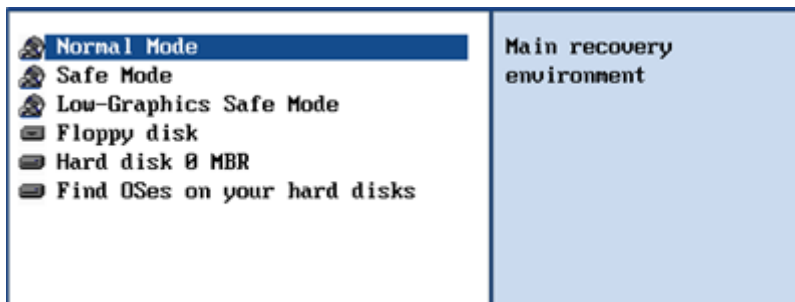 Normal Mode
Safe Mode
Low-Graphics Safe Mode
Floppy disk
Hard disk 0 MBR
Find OSes on your hard disks
Main recovery
environment